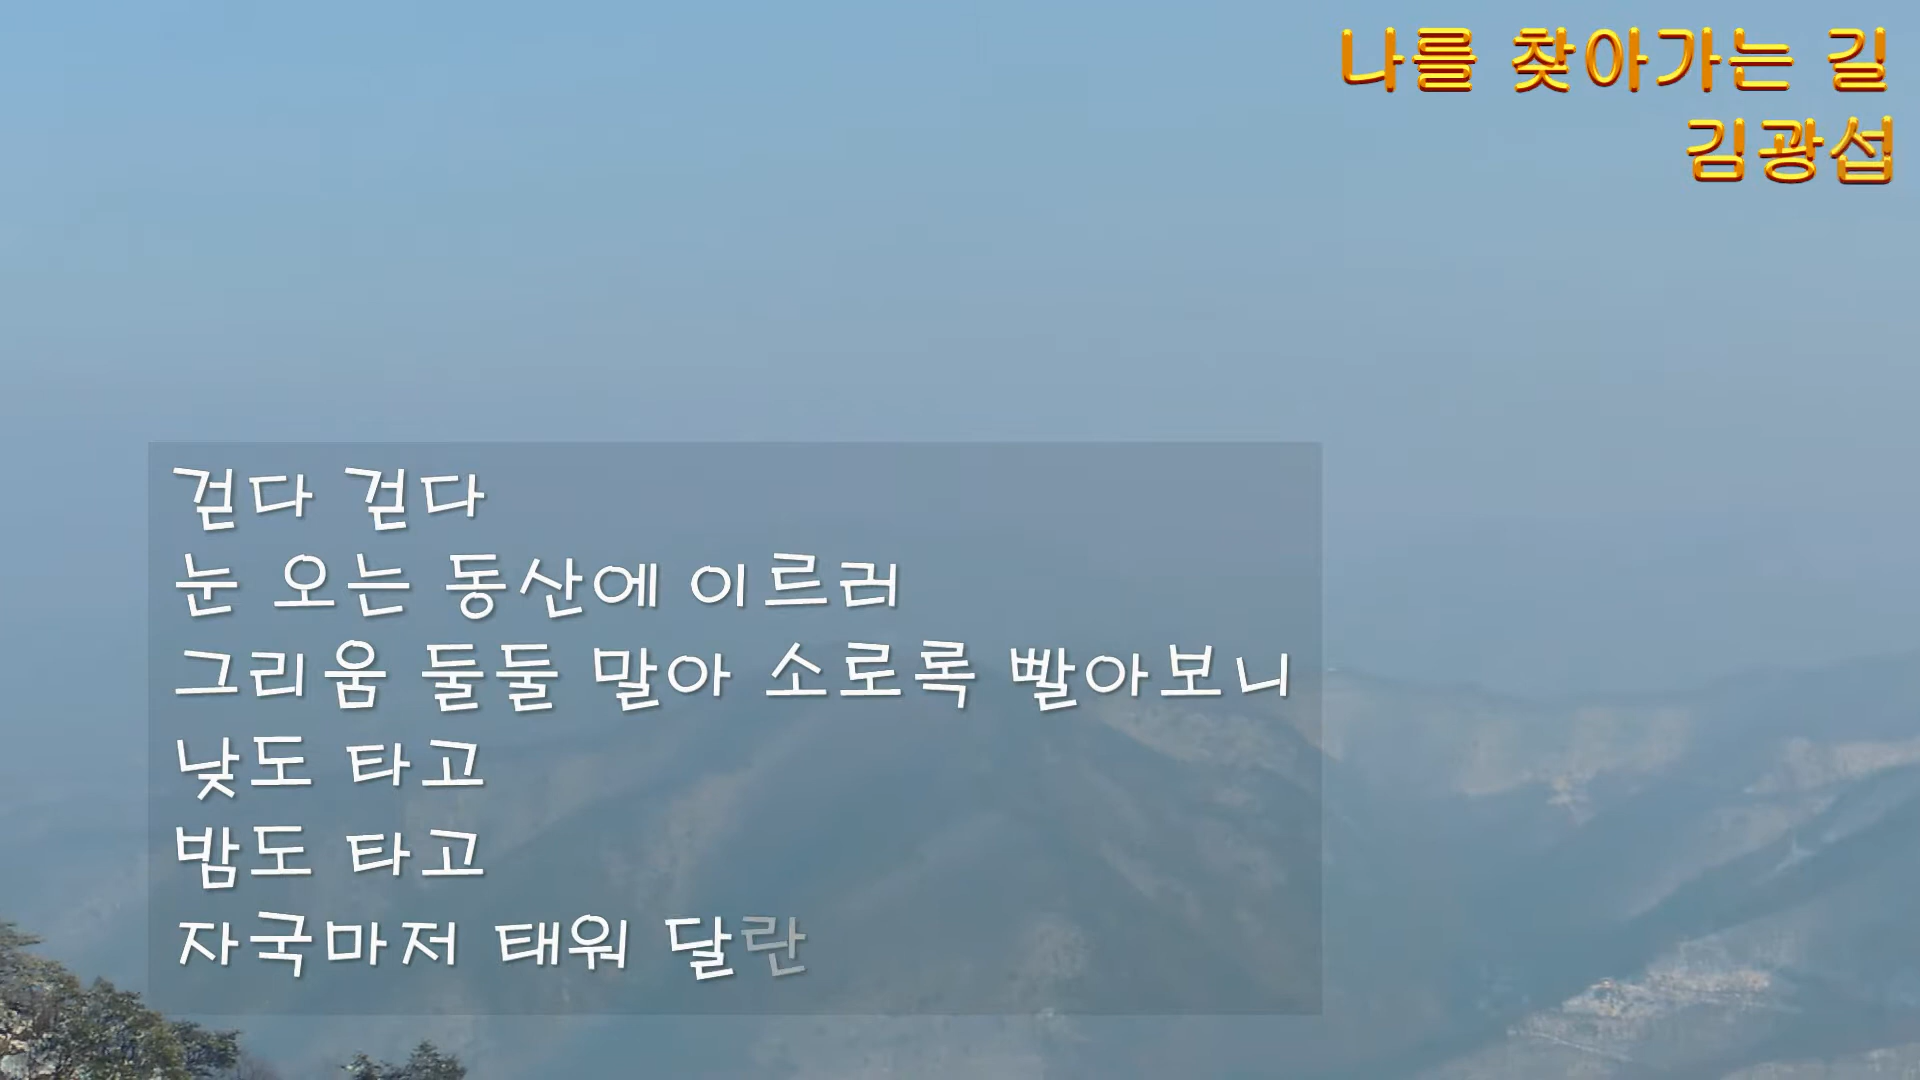 나를 찾아가는 길
김광섭
걷다 걷다
눈 오는 동산에 이르러
그리움 둘둘 말아 소로록 빨아보니
낮도 타고
밤도 타고
자국마저 태워 달란